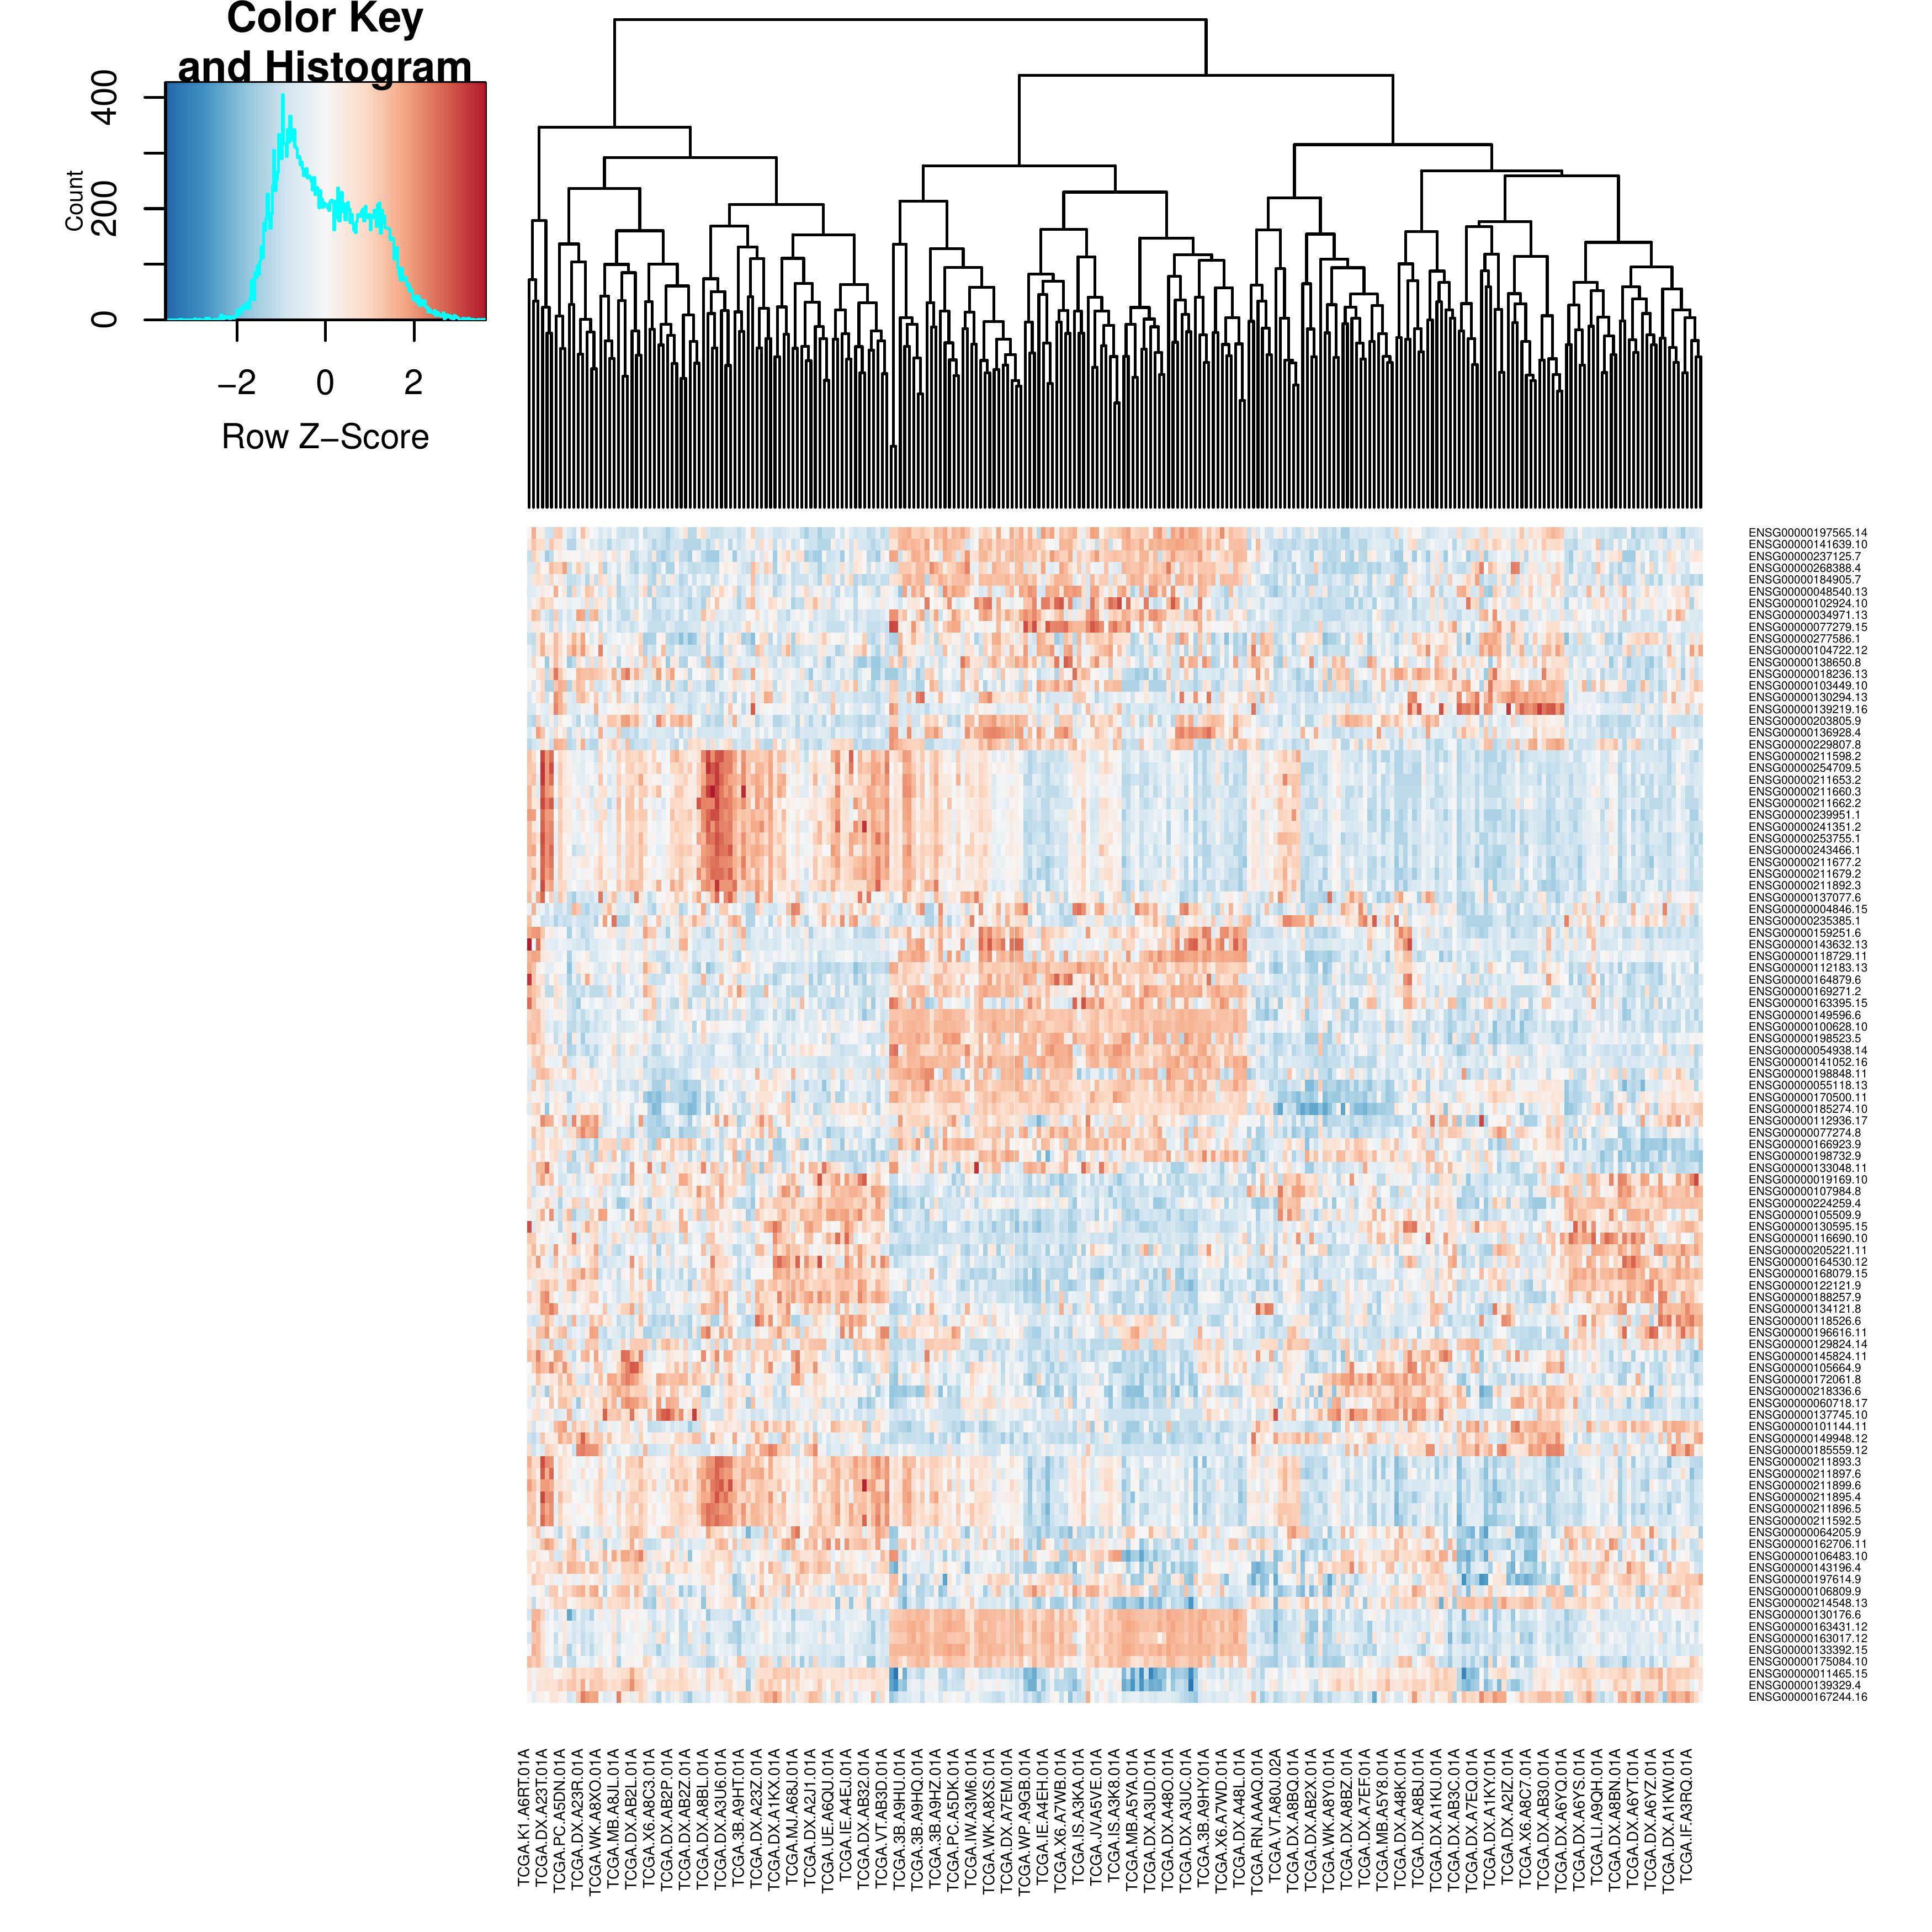 Color Key
and Histogram
Count
0
200
400
−2
0
2
Row Z−Score
ENSG00000197565.14
ENSG00000141639.10
ENSG00000237125.7
ENSG00000268388.4
ENSG00000184905.7
ENSG00000048540.13
ENSG00000102924.10
ENSG00000034971.13
ENSG00000077279.15
ENSG00000277586.1
ENSG00000104722.12
ENSG00000138650.8
ENSG00000018236.13
ENSG00000103449.10
ENSG00000130294.13
ENSG00000139219.16
ENSG00000203805.9
ENSG00000136928.4
ENSG00000229807.8
ENSG00000211598.2
ENSG00000254709.5
ENSG00000211653.2
ENSG00000211660.3
ENSG00000211662.2
ENSG00000239951.1
ENSG00000241351.2
ENSG00000253755.1
ENSG00000243466.1
ENSG00000211677.2
ENSG00000211679.2
ENSG00000211892.3
ENSG00000137077.6
ENSG00000004846.15
ENSG00000235385.1
ENSG00000159251.6
ENSG00000143632.13
ENSG00000118729.11
ENSG00000112183.13
ENSG00000164879.6
ENSG00000169271.2
ENSG00000163395.15
ENSG00000149596.6
ENSG00000100628.10
ENSG00000198523.5
ENSG00000054938.14
ENSG00000141052.16
ENSG00000198848.11
ENSG00000055118.13
ENSG00000170500.11
ENSG00000185274.10
ENSG00000112936.17
ENSG00000077274.8
ENSG00000166923.9
ENSG00000198732.9
ENSG00000133048.11
ENSG00000019169.10
ENSG00000107984.8
ENSG00000224259.4
ENSG00000105509.9
ENSG00000130595.15
ENSG00000116690.10
ENSG00000205221.11
ENSG00000164530.12
ENSG00000168079.15
ENSG00000122121.9
ENSG00000188257.9
ENSG00000134121.8
ENSG00000118526.6
ENSG00000196616.11
ENSG00000129824.14
ENSG00000145824.11
ENSG00000105664.9
ENSG00000172061.8
ENSG00000218336.6
ENSG00000060718.17
ENSG00000137745.10
ENSG00000101144.11
ENSG00000149948.12
ENSG00000185559.12
ENSG00000211893.3
ENSG00000211897.6
ENSG00000211899.6
ENSG00000211895.4
ENSG00000211896.5
ENSG00000211592.5
ENSG00000064205.9
ENSG00000162706.11
ENSG00000106483.10
ENSG00000143196.4
ENSG00000197614.9
ENSG00000106809.9
ENSG00000214548.13
ENSG00000130176.6
ENSG00000163431.12
ENSG00000163017.12
ENSG00000133392.15
ENSG00000175084.10
ENSG00000011465.15
ENSG00000139329.4
ENSG00000167244.16
TCGA.K1.A6RT.01A
TCGA.DX.A23T.01A
TCGA.PC.A5DN.01A
TCGA.DX.A23R.01A
TCGA.WK.A8XO.01A
TCGA.MB.A8JL.01A
TCGA.DX.AB2L.01A
TCGA.X6.A8C3.01A
TCGA.DX.AB2P.01A
TCGA.DX.AB2Z.01A
TCGA.DX.A8BL.01A
TCGA.DX.A3U6.01A
TCGA.3B.A9HT.01A
TCGA.DX.A23Z.01A
TCGA.DX.A1KX.01A
TCGA.MJ.A68J.01A
TCGA.DX.A2J1.01A
TCGA.UE.A6QU.01A
TCGA.IE.A4EJ.01A
TCGA.DX.AB32.01A
TCGA.VT.AB3D.01A
TCGA.3B.A9HU.01A
TCGA.3B.A9HQ.01A
TCGA.3B.A9HZ.01A
TCGA.PC.A5DK.01A
TCGA.IW.A3M6.01A
TCGA.WK.A8XS.01A
TCGA.DX.A7EM.01A
TCGA.WP.A9GB.01A
TCGA.IE.A4EH.01A
TCGA.X6.A7WB.01A
TCGA.IS.A3KA.01A
TCGA.JV.A5VE.01A
TCGA.IS.A3K8.01A
TCGA.MB.A5YA.01A
TCGA.DX.A3UD.01A
TCGA.DX.A48O.01A
TCGA.DX.A3UC.01A
TCGA.3B.A9HY.01A
TCGA.X6.A7WD.01A
TCGA.DX.A48L.01A
TCGA.RN.AAAQ.01A
TCGA.VT.A80J.02A
TCGA.DX.A8BQ.01A
TCGA.DX.AB2X.01A
TCGA.WK.A8Y0.01A
TCGA.DX.A8BZ.01A
TCGA.DX.A7EF.01A
TCGA.MB.A5Y8.01A
TCGA.DX.A48K.01A
TCGA.DX.A8BJ.01A
TCGA.DX.A1KU.01A
TCGA.DX.AB3C.01A
TCGA.DX.A7EQ.01A
TCGA.DX.A1KY.01A
TCGA.DX.A2IZ.01A
TCGA.X6.A8C7.01A
TCGA.DX.AB30.01A
TCGA.DX.A6YQ.01A
TCGA.DX.A6YS.01A
TCGA.LI.A9QH.01A
TCGA.DX.A8BN.01A
TCGA.DX.A6YT.01A
TCGA.DX.A6YZ.01A
TCGA.DX.A1KW.01A
TCGA.IF.A3RQ.01A